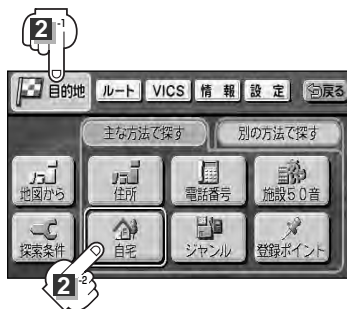 2-1
目的地 ルート VICS 情報 設定 戻る
主な方法で探す 別の方法で探す
地図から 住所 電話番号 施設50音
探索条件 自宅 ジャンル 登録ポイント
2-2